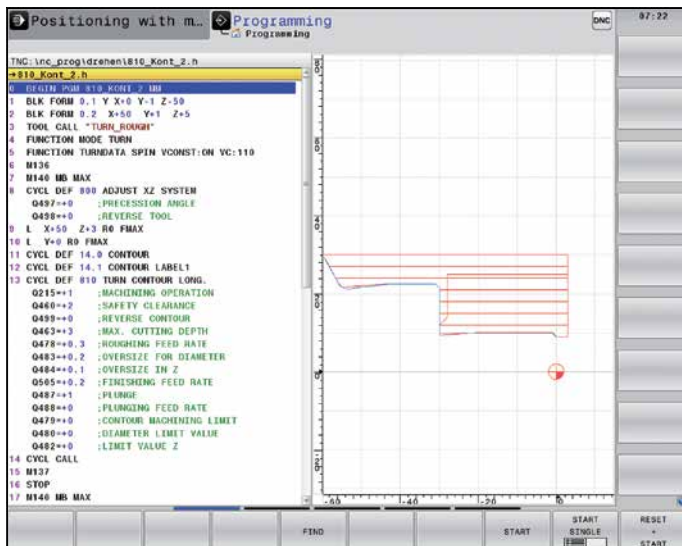 Positioning with m…
Programming
Programming
DNC
07:22
TNC:\nc_prog\drehen\810_Kont_2.h
→810_Kont_2.h
0 BEGIN PGM 810_KONT_2 MM
1 BLK FORM 0.1 Y X+0 Y-1 Z-50
2 BLK FORM 0.2 X+50 Y+1 Z+5
3 TOOL CALL "TURN_ROUGH"
4 FUNCTION MODE TURN
5 FUNCTION TURNDATA SPIN VCONST:ON VC:110
6 M136
7 M140 MB MAX
8 CYCL DEF 800 ADJUST XZ SYSTEM
Q497=+0 ;PRECESSION ANGLE
Q498=+0 ;REVERSE TOOL
9 L X+50 Z+3 R0 FMAX
10 L Y+0 R0 FMAX
11 CYCL DEF 14.0 CONTOUR
12 CYCL DEF 14.1 CONTOUR LABEL1
13 CYCL DEF 810 TURN CONTOUR LONG.
Q215=+1 ;MACHINING OPERATION
Q460=+2 ;SAFETY CLEARANCE
Q499=+0 ;REVERSE CONTOUR
Q463=+3 ;MAX. CUTTING DEPTH
Q478=+0.3 ;ROUGHING FEED RATE
Q483=+0.2 ;OVERSIZE FOR DIAMETER
Q484=+0.1 ;OVERSIZE IN Z
Q505=+0.2 ;FINISHING FEED RATE
Q487=+1 ;PLUNGE
Q488=+0 ;PLUNGING FEED RATE
Q479=+0 ;CONTOUR MACHINING LIMIT
Q480=+0 ;DIAMETER LIMIT VALUE
Q482=+0 ;LIMIT VALUE Z
14 CYCL CALL
15 M137
16 STOP
17 M140 MB MAX
-60 -40 -20 0
FIND
START
START SINGLE
RESET + START